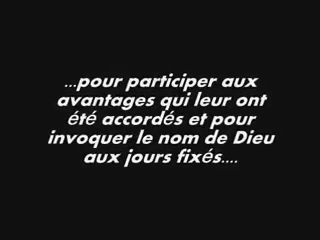 ...pour participer aux
avantages qui leur ont
été accordés et pour
invoquer le nom de Dieu
aux jours fixés....